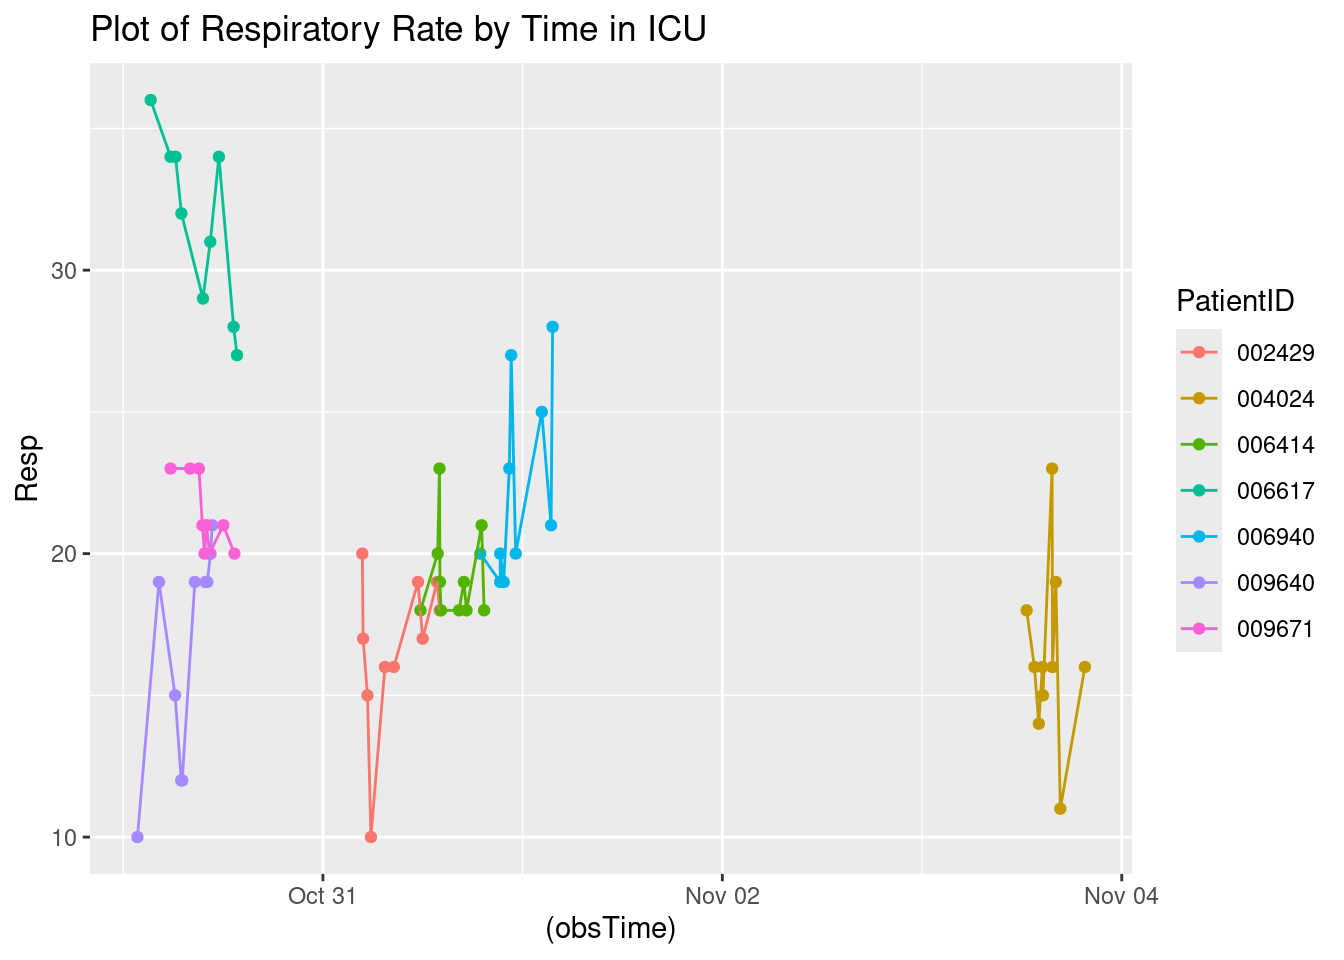 Plot of Respiratory Rate by Time in ICU
Resp
30
20
10
Oct 31
Nov 02
Nov 04
(obsTime)
PatientID
002429
004024
006414
006617
006940
009640
009671